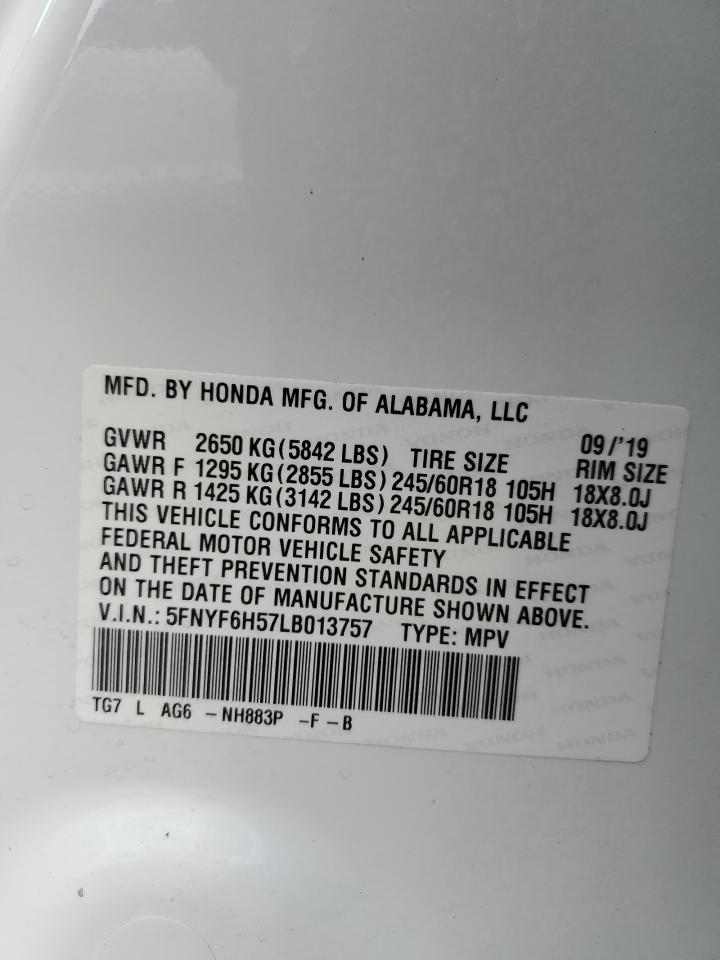 MFD. BY HONDA MFG. OF ALABAMA, LLC
09/'19
GVWR 2650 KG(5842 LBS) TIRE SIZE RIM SIZE
GAWR F 1295 KG(2855 LBS) 245/60R18 105H 18X8.0J
GAWR R 1425 KG(3142 LBS) 245/60R18 105H 18X8.0J
THIS VEHICLE CONFORMS TO ALL APPLICABLE
FEDERAL MOTOR VEHICLE SAFETY
AND THEFT PREVENTION STANDARDS IN EFFECT
ON THE DATE OF MANUFACTURE SHOWN ABOVE.
V.I.N.: 5FNYF6H57LB013757 TYPE: MPV
TG7 L AG6 -NH883P -F-B